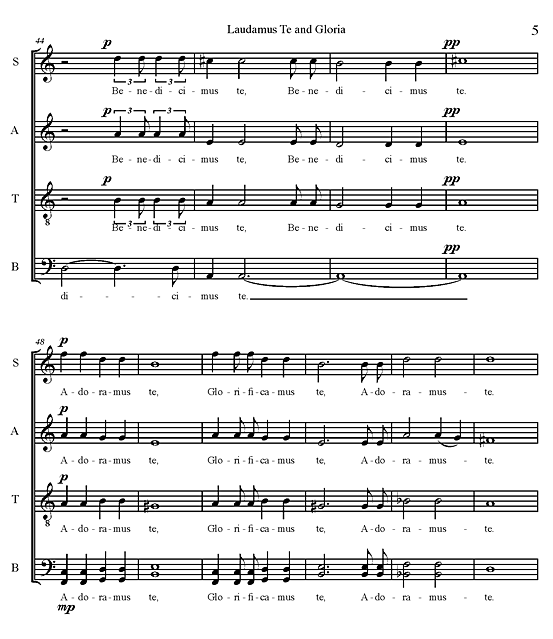 Laudamus Te and Gloria 5
44 p pp
S
3 3
Be - ne - di - ci - mus te, Be - ne - di - ci - mus te.
p pp
A
3 3
Be - ne - di - ci - mus te, Be - ne - di - ci - mus te.
p pp
T
3 3
8
Be - ne - di - ci - mus te, Be - ne - di - ci - mus te.
pp
B
di - - - ci - mus te.
48 p
S
A - do - ra - mus te, Glo - ri - fi - ca - mus te, A - do - ra - mus - te.
p
A
A - do - ra - mus te, Glo - ri - fi - ca - mus te, A - do - ra - mus - te.
p
T
8
A - do - ra - mus te, Glo - ri - fi - ca - mus te, A - do - ra - mus - te.
B
A - do - ra - mus te, Glo - ri - fi - ca - mus te, A - do - ra - mus - te.
mp